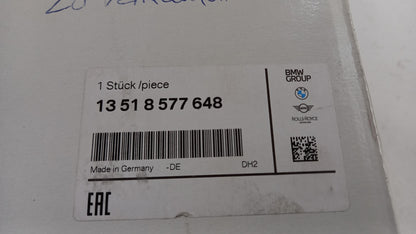 1 Stück /piece
13 51 8 577 648
Made in Germany -DE DH2
EAC
BMW
GROUP
ROLLS-ROYCE